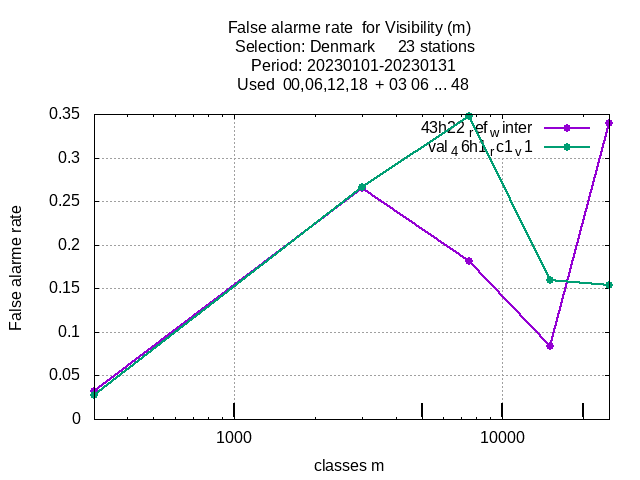 False alarme rate  for Visibility (m)
Selection: Denmark     23 stations
Period: 20230101-20230131
Used  00,06,12,18  + 03 06 ... 48
0.35
43h22ref_winter
val46h1rc1v1
0.3
0.25
0.2
0.15
0.1
0.05
0
False alarme rate
1000
10000
classes m